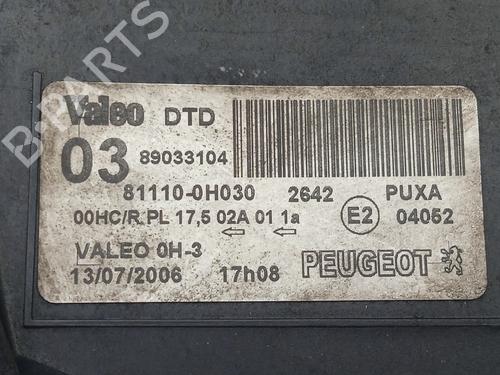 B-PARTS
Valeo DTD
03 89033104
81110-0H030 2642 PUXA
00HC/R PL 17,5 02A 01 1a E2 04052
VALEO 0H-3
13/07/2006 17h08 PEUGEOT